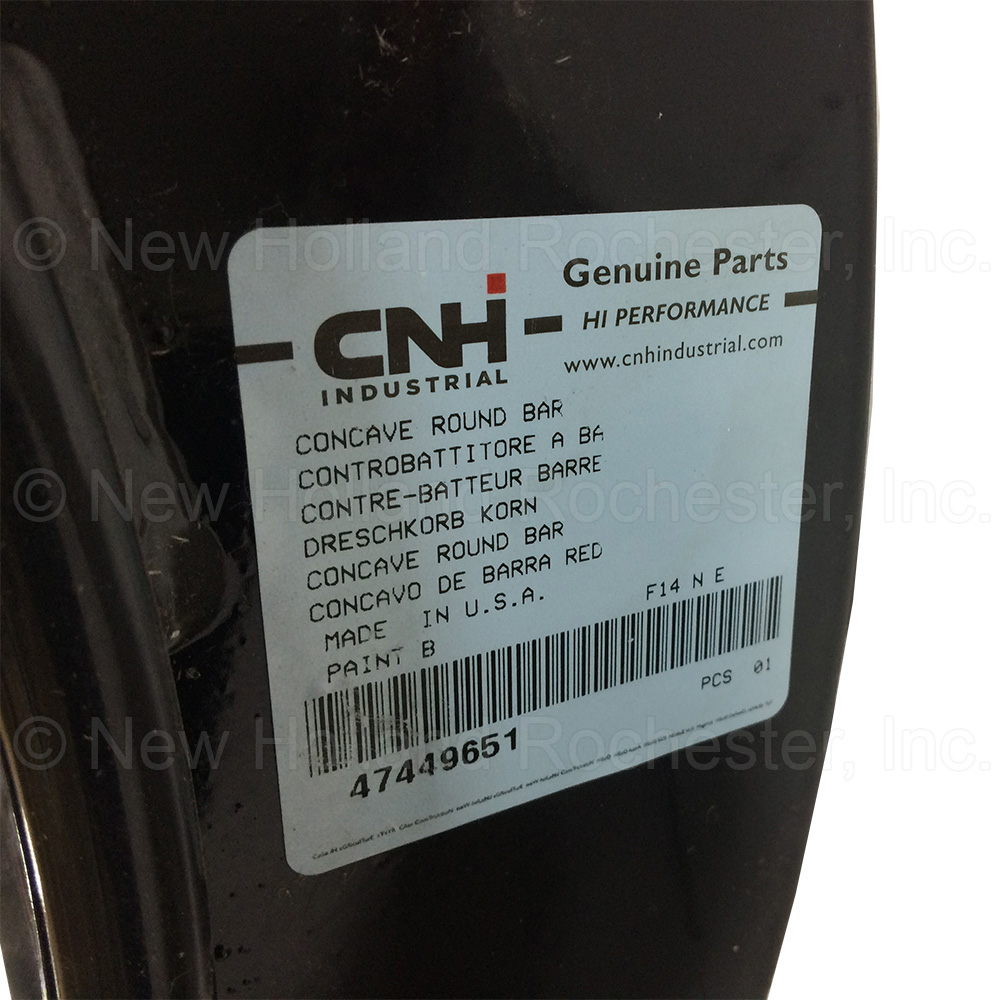 © New Holland Rochester, Inc.
CNH
INDUSTRIAL
Genuine Parts
HI PERFORMANCE
www.cnhindustrial.com
CONCAVE ROUND BAR
CONTROBATTITORE A BA
CONTRE-BATTEUR BARRE
© New Holland Rochester, Inc.
DRESCHKORB KORN
CONCAVE ROUND BAR
CONCAVO DE BARRA RED
MADE IN U.S.A.
F14 N E
PAINT B
PCS 01
© New Holland Rochester, Inc.
47449651